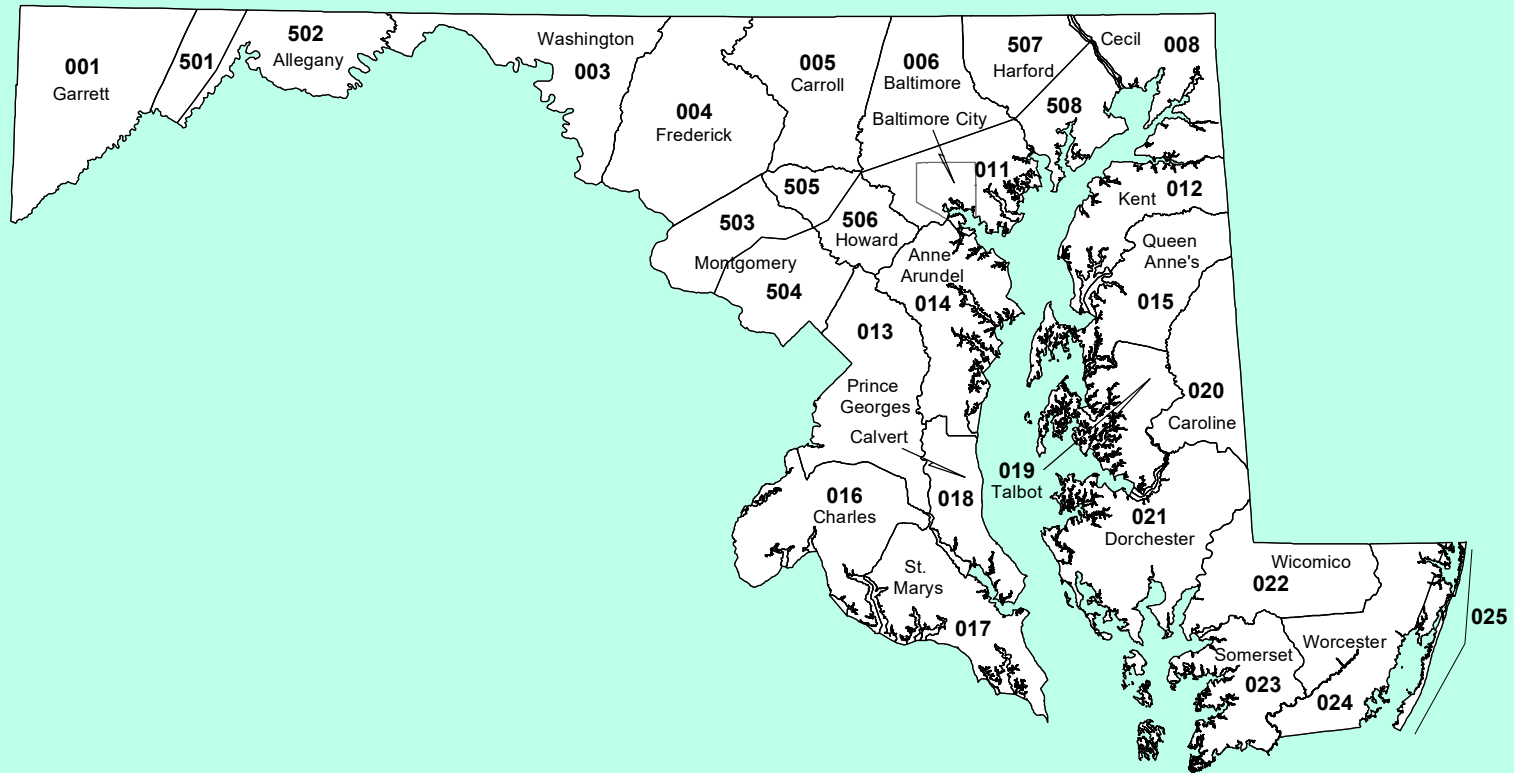 001
Garrett
501
502
Allegany
Washington
003
004
Frederick
005
Carroll
006
Baltimore
Baltimore City
507
Harford
508
Cecil
008
011
Kent
012
505
503
506
Howard
Montgomery
504
Anne
Arundel
014
Queen
Anne's
015
013
Prince
Georges
Calvert
018
019
Talbot
020
Caroline
016
Charles
021
Dorchester
St.
Marys
017
Wicomico
022
025
Somerset
023
Worcester
024